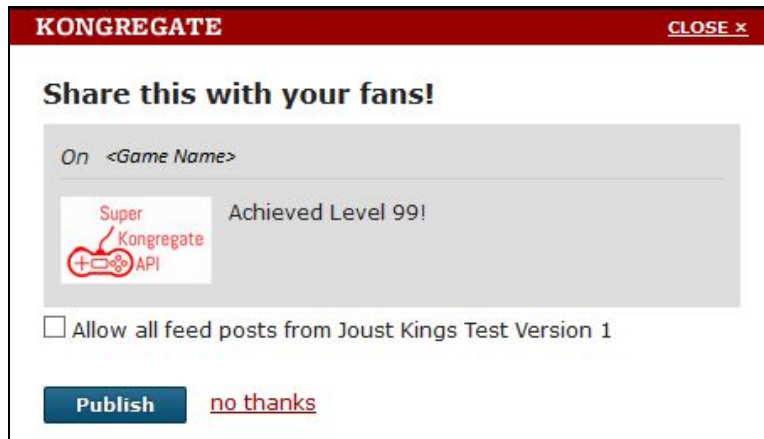 KONGREGATE CLOSE ×
Share this with your fans!
On <Game Name>
Super
Kongregate
API
Achieved Level 99!
Allow all feed posts from Joust Kings Test Version 1
Publish no thanks